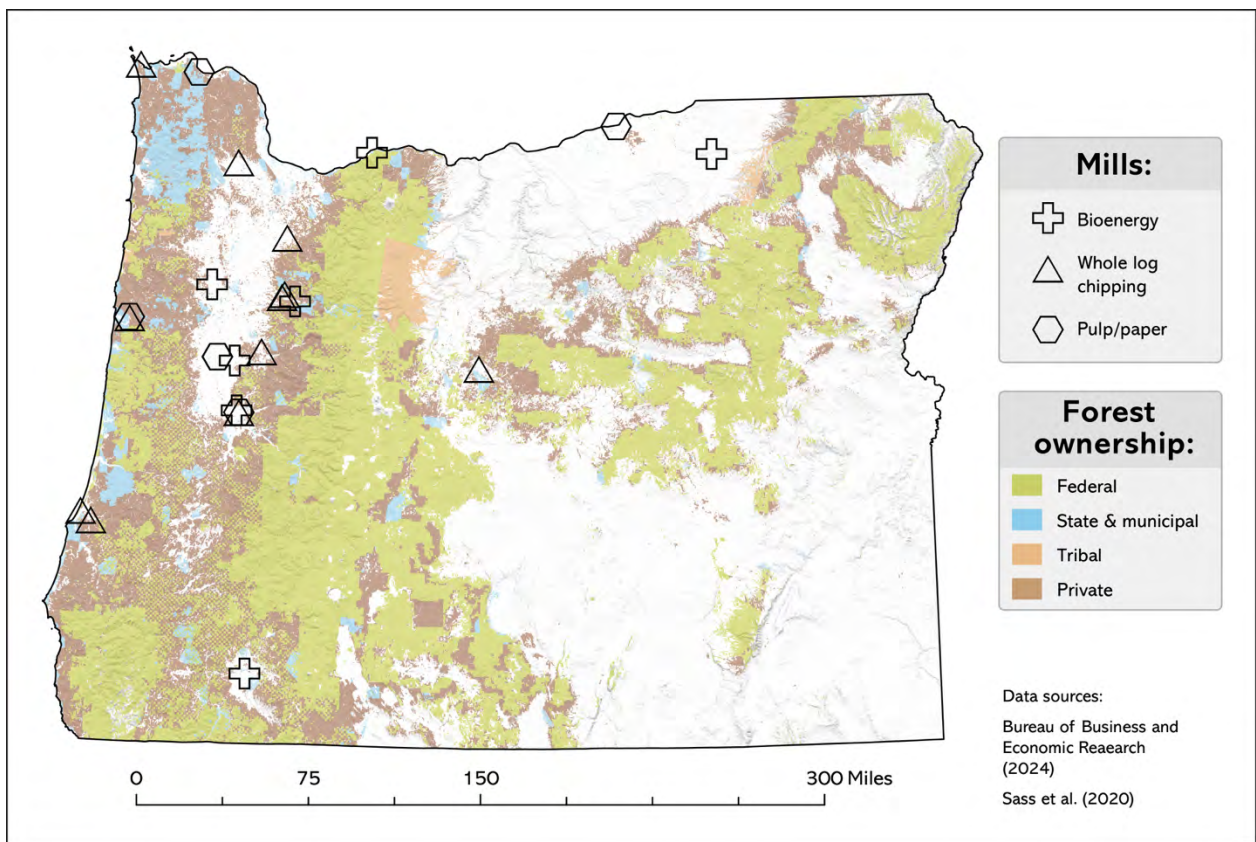 Mills:
Bioenergy
Whole log
chipping
Pulp/paper
Forest
ownership:
Federal
State & municipal
Tribal
Private
Data sources:
Bureau of Business and
Economic Reaearch
(2024)
Sass et al. (2020)
0 75 150 300 Miles